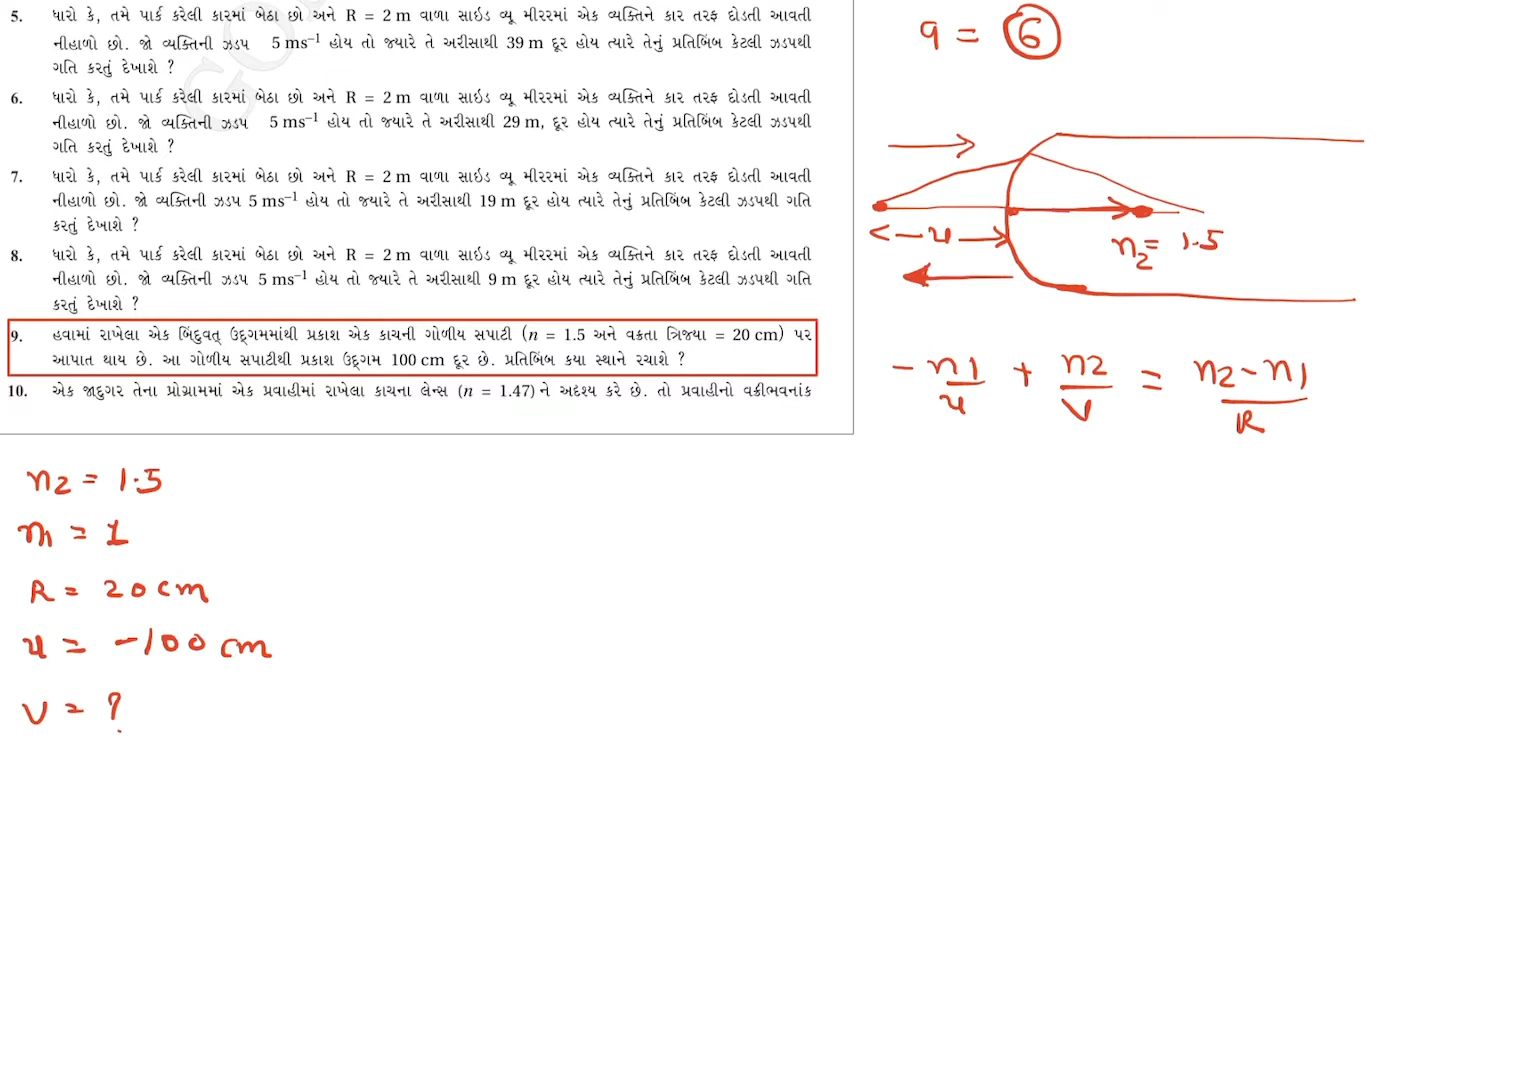 5. ધારો કે, તમે પાર્ક કરેલી કારમાં બેઠા છો અને R = 2 m વાળા સાઇડ વ્યૂ મીરરમાં એક વ્યક્તિને કાર તરફ દોડતી આવતી
નીહાળો છો. જો વ્યક્તિની ઝડપ 5 ms⁻¹ હોય તો જ્યારે તે અરીસાથી 39 m દૂર હોય ત્યારે તેનું પ્રતિબિંબ કેટલી ઝડપથી
ગતિ કરતું દેખાશે ?
6. ધારો કે, તમે પાર્ક કરેલી કારમાં બેઠા છો અને R = 2 m વાળા સાઇડ વ્યૂ મીરરમાં એક વ્યક્તિને કાર તરફ દોડતી આવતી
નીહાળો છો. જો વ્યક્તિની ઝડપ 5 ms⁻¹ હોય તો જ્યારે તે અરીસાથી 29 m, દૂર હોય ત્યારે તેનું પ્રતિબિંબ કેટલી ઝડપથી
ગતિ કરતું દેખાશે ?
7. ધારો કે, તમે પાર્ક કરેલી કારમાં બેઠા છો અને R = 2 m વાળા સાઇડ વ્યૂ મીરરમાં એક વ્યક્તિને કાર તરફ દોડતી આવતી
નીહાળો છો. જો વ્યક્તિની ઝડપ 5 ms⁻¹ હોય તો જ્યારે તે અરીસાથી 19 m દૂર હોય ત્યારે તેનું પ્રતિબિંબ કેટલી ઝડપથી ગતિ
કરતું દેખાશે ?
8. ધારો કે, તમે પાર્ક કરેલી કારમાં બેઠા છો અને R = 2 m વાળા સાઇડ વ્યૂ મીરરમાં એક વ્યક્તિને કાર તરફ દોડતી આવતી
નીહાળો છો. જો વ્યક્તિની ઝડપ 5 ms⁻¹ હોય તો જ્યારે તે અરીસાથી 9 m દૂર હોય ત્યારે તેનું પ્રતિબિંબ કેટલી ઝડપથી ગતિ
કરતું દેખાશે ?
9. હવામાં રાખેલા એક બિંદુવત્ ઉદ્ગમમાંથી પ્રકાશ એક કાચની ગોળીય સપાટી (n = 1.5 અને વક્રતા ત્રિજ્યા = 20 cm) પર
આપાત થાય છે. આ ગોળીય સપાટીથી પ્રકાશ ઉદ્ગમ 100 cm દૂર છે. પ્રતિબિંબ કયા સ્થાને રચાશે ?
10. એક જાદુગર તેના પ્રોગ્રામમાં એક પ્રવાહીમાં રાખેલા કાચના લેન્સ (n = 1.47) ને અદૃશ્ય કરે છે. તો પ્રવાહીનો વક્રીભવનાંક
n2 = 1.5
n1 = 1
R = 20 cm
u = -100 cm
v = ?
9 = 6
u
n2 = 1.5
- n1/u + n2/v = n2 - n1/R